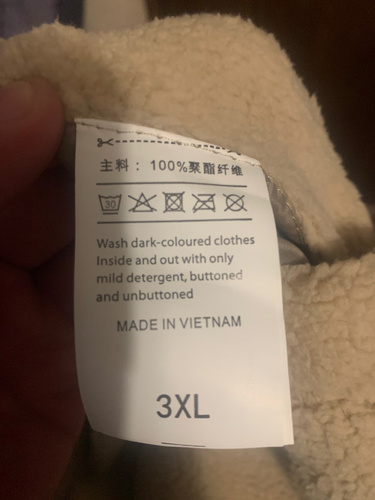 主料：100%聚酯纤维
30
Wash dark-coloured clothes
Inside and out with only
mild detergent, buttoned
and unbuttoned
MADE IN VIETNAM
3XL